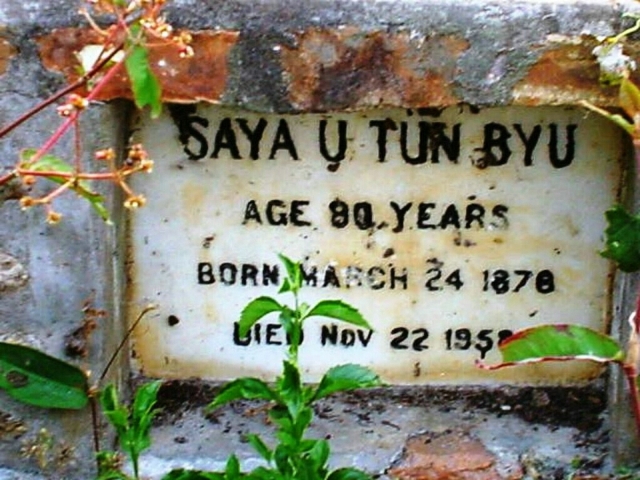 SAYA U TUN BYU
AGE 80 YEARS
BORN MARCH 24 1878
DIED NOV 22 1958